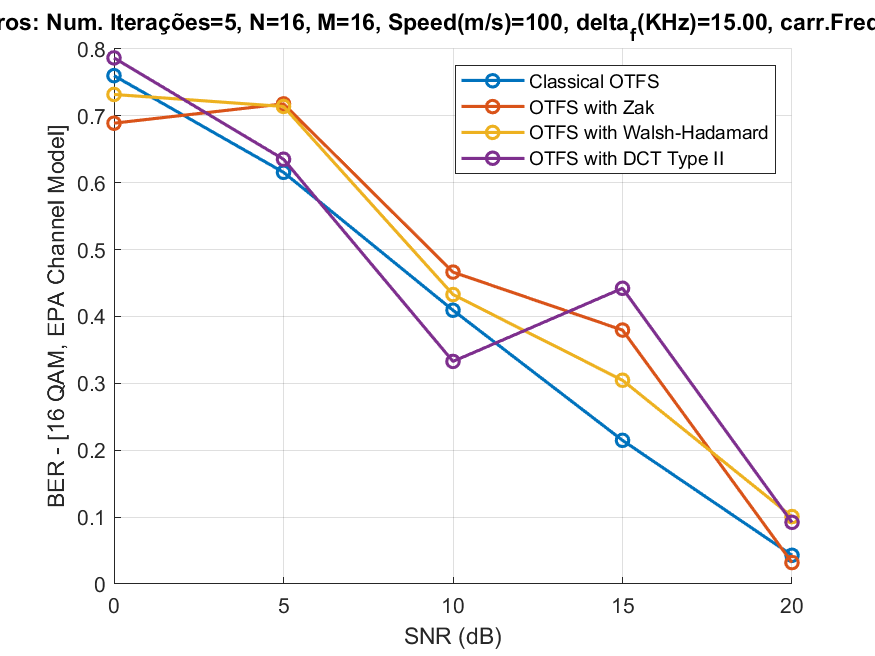 ros: Num. Iterações=5, N=16, M=16, Speed(m/s)=100, delta_f(KHz)=15.00, carr.Freq
0.8
0.7
0.6
0.5
0.4
0.3
0.2
0.1
0
BER - [16 QAM, EPA Channel Model]
Classical OTFS
OTFS with Zak
OTFS with Walsh-Hadamard
OTFS with DCT Type II
0 5 10 15 20
SNR (dB)